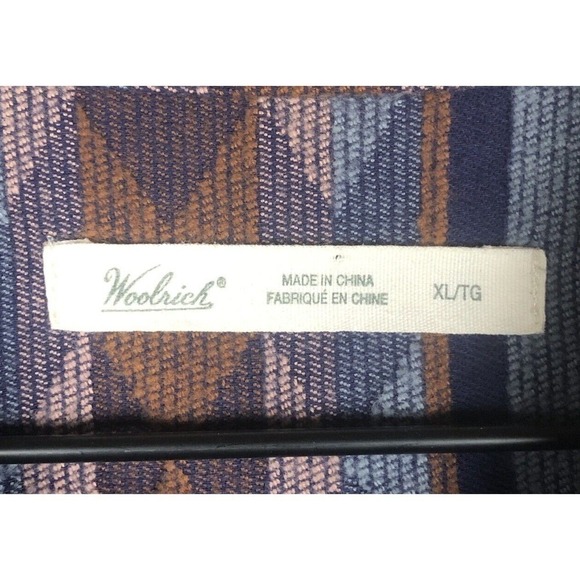 Woolrich®
MADE IN CHINA
FABRIQUÉ EN CHINE
XL/TG